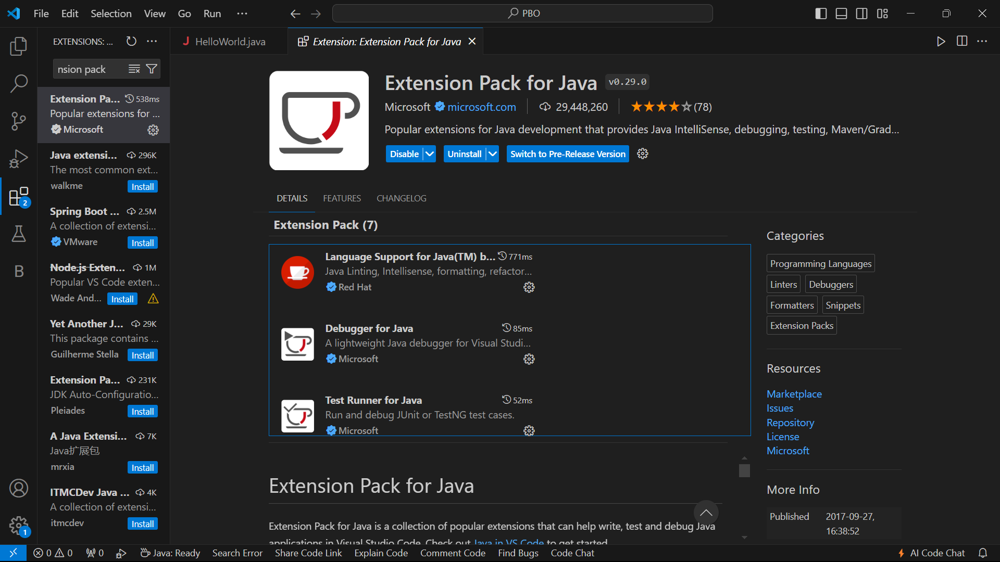 File Edit Selection View Go Run ···
PBO
EXTENSIONS: ...
nsion pack
Extension Pa... 538ms
Popular extensions for ...
Microsoft
Java extensi... 296K
The most common ext...
walkme
Install
Spring Boot ... 2.5M
A collection of extensi...
VMware
Install
Node.js Exten... 1M
Popular VS Code exten...
Wade And...
Install
Yet Another J... 29K
This package contains ...
Guilherme Stella
Install
Extension Pa... 231K
JDK Auto-Configuratio...
Pleiades
Install
A Java Extensi... 7K
Java扩展包
mrxia
Install
ITMCDev Java ... 4K
A collection of extensi...
itmcdev
Install
2
B
1
J HelloWorld.java
Extension: Extension Pack for Java
Extension Pack for Java v0.29.0
Microsoft microsoft.com 29,448,260 (78)
Popular extensions for Java development that provides Java IntelliSense, debugging, testing, Maven/Grad...
Disable Uninstall Switch to Pre-Release Version
DETAILS FEATURES CHANGELOG
Extension Pack (7)
Language Support for Java(TM) b... 771ms
Java Linting, Intellisense, formatting, refactor...
Red Hat
Debugger for Java 85ms
A lightweight Java debugger for Visual Studi...
Microsoft
Test Runner for Java 52ms
Run and debug JUnit or TestNG test cases.
Microsoft
Extension Pack for Java
Extension Pack for Java is a collection of popular extensions that can help write, test and debug Java
applications in Visual Studio Code. Check out Java in VS Code to get started.
Categories
Programming Languages
Linters Debuggers
Formatters Snippets
Extension Packs
Resources
Marketplace
Issues
Repository
License
Microsoft
More Info
Published 2017-09-27,
16:38:52
0 0 0 Java: Ready Search Error Share Code Link Explain Code Comment Code Find Bugs Code Chat AI Code Chat